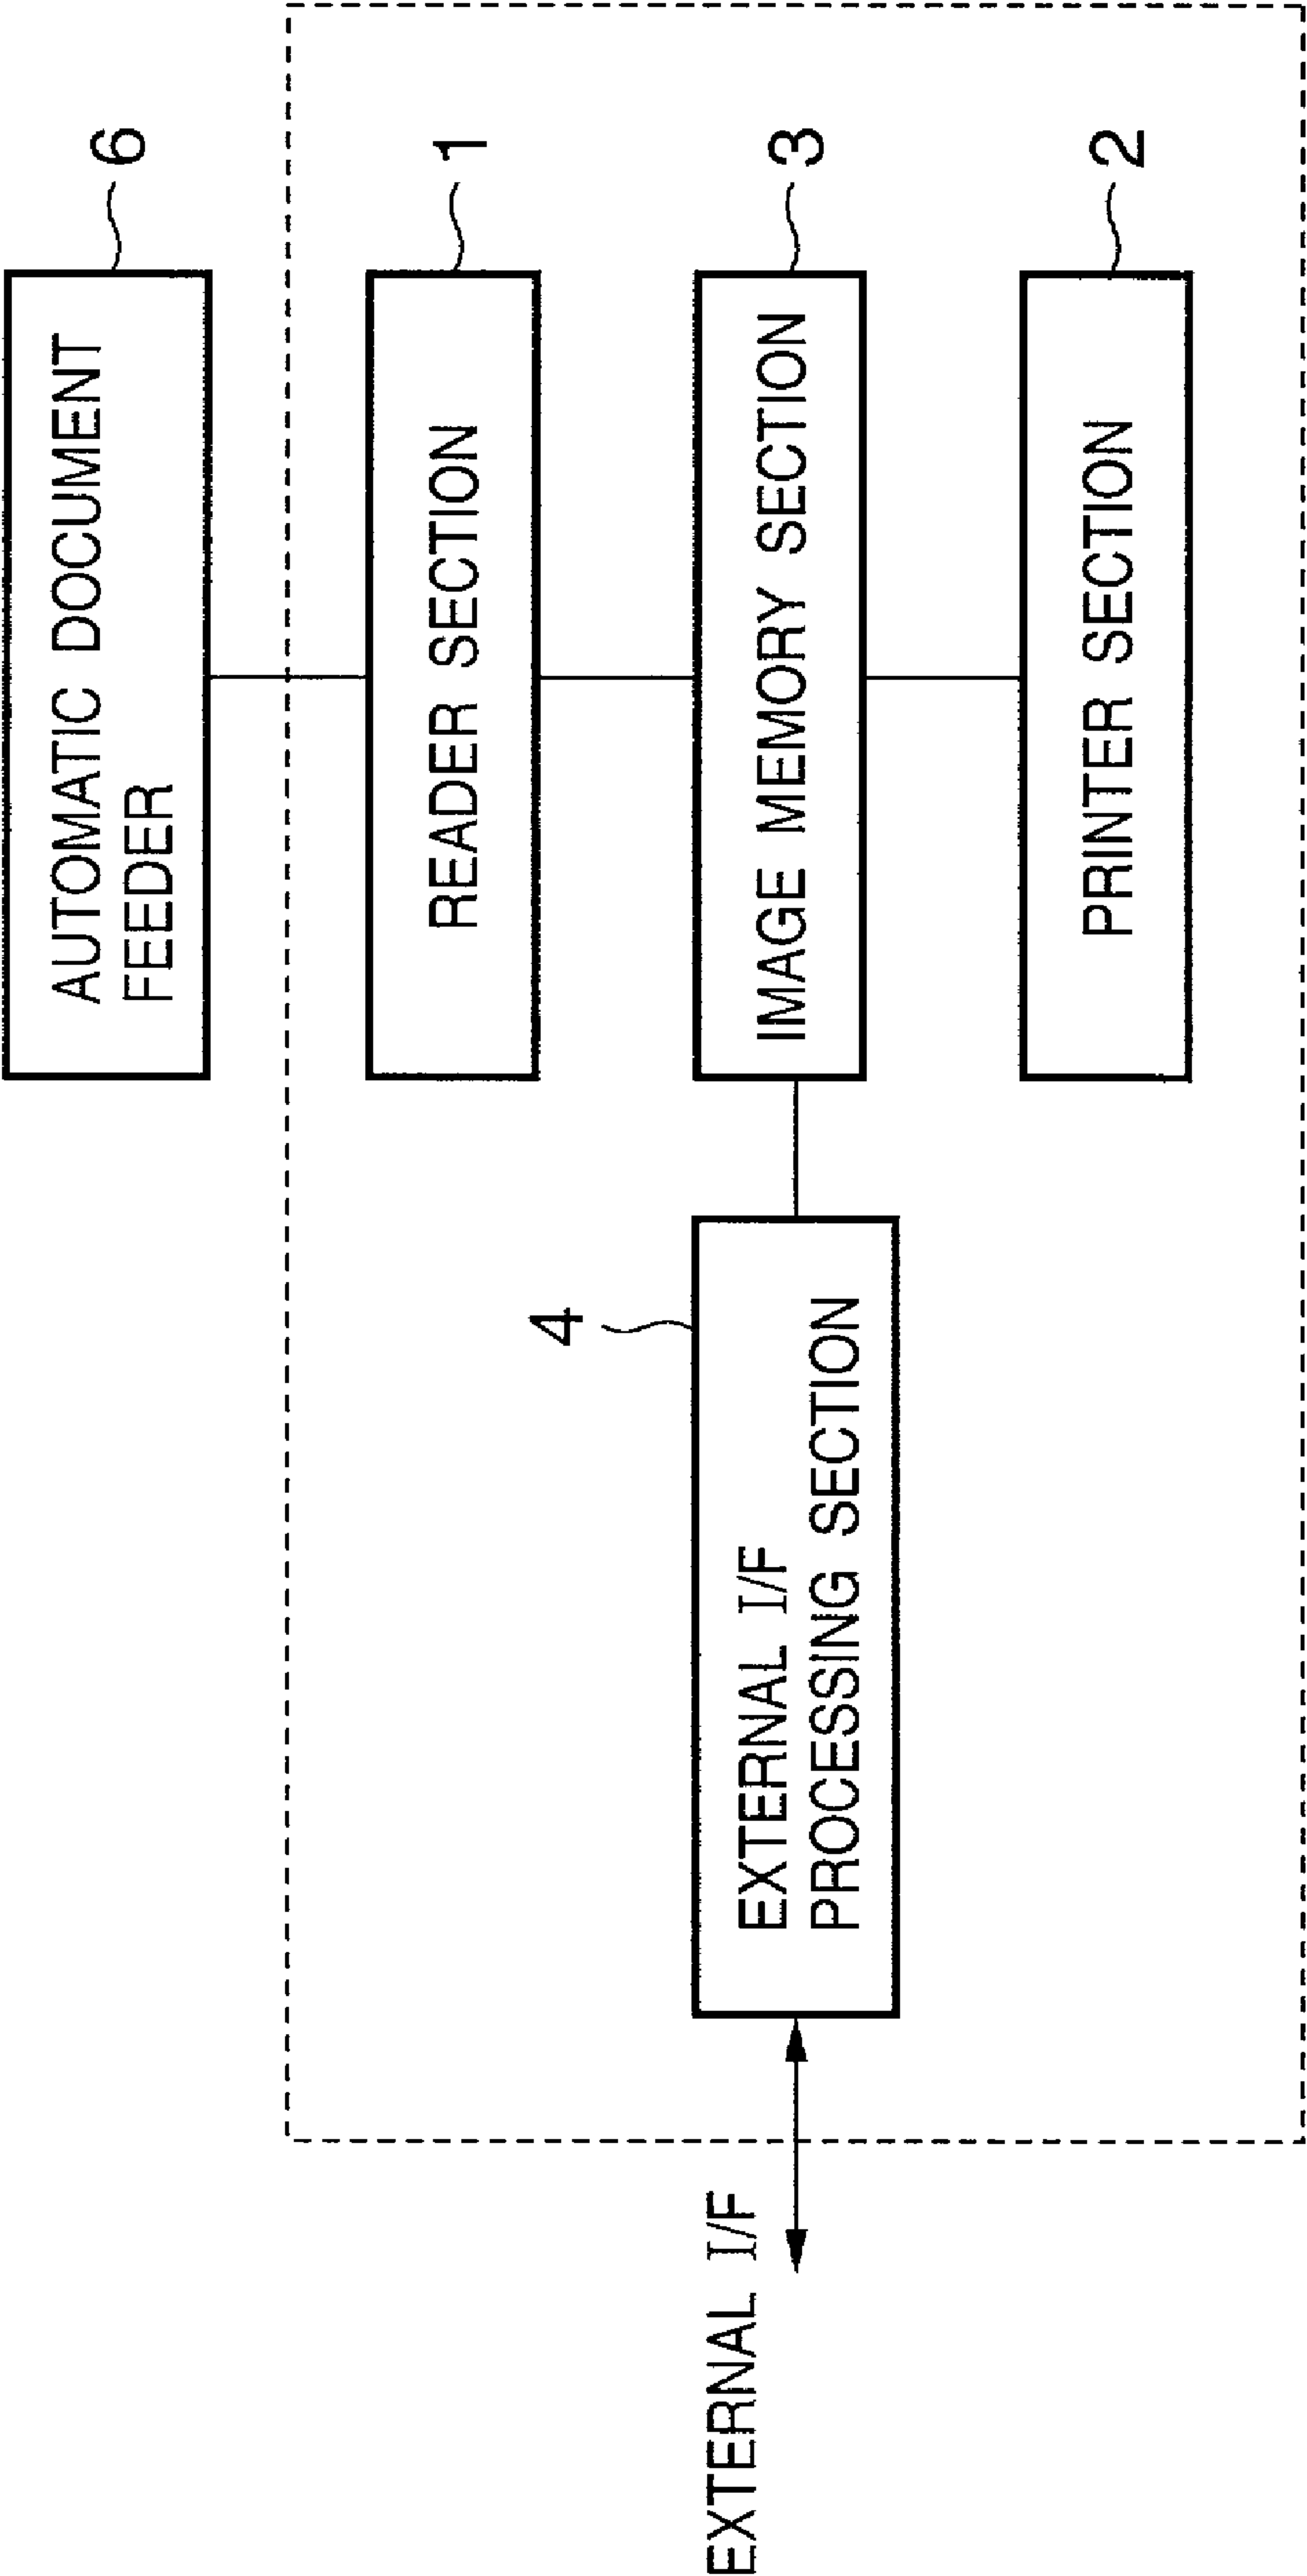 AUTOMATIC DOCUMENT
FEEDER
6
READER SECTION
1
EXTERNAL I/F
4
EXTERNAL I/F
PROCESSING SECTION
IMAGE MEMORY SECTION
3
PRINTER SECTION
2